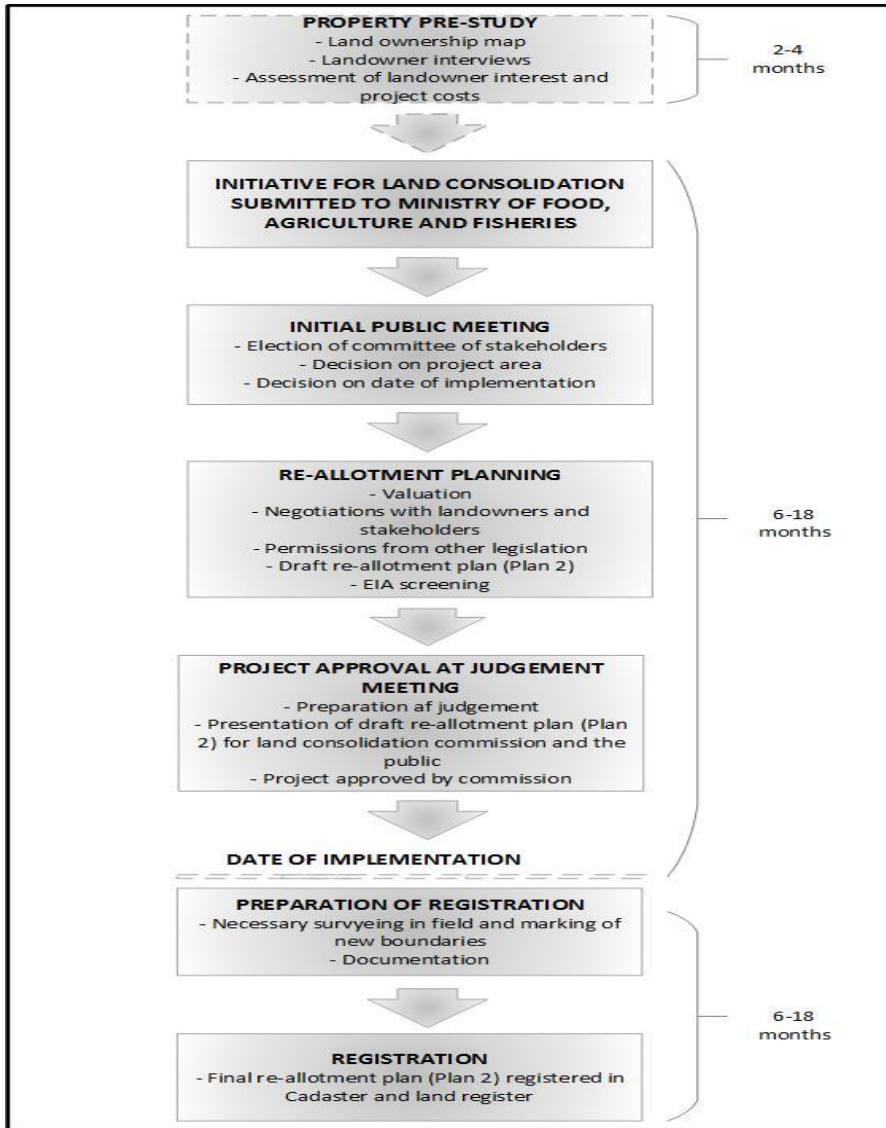 PROPERTY PRE-STUDY
- Land ownership map
- Landowner interviews
- Assessment of landowner interest and
project costs
2-4
months
INITIATIVE FOR LAND CONSOLIDATION
SUBMITTED TO MINISTRY OF FOOD,
AGRICULTURE AND FISHERIES
INITIAL PUBLIC MEETING
- Election of committee of stakeholders
- Decision on project area
- Decision on date of implementation
RE-ALLOTMENT PLANNING
- Valuation
- Negotiations with landowners and
stakeholders
- Permissions from other legislation
- Draft re-allotment plan (Plan 2)
- EIA screening
6-18
months
PROJECT APPROVAL AT JUDGEMENT
MEETING
- Preparation af judgement
- Presentation of draft re-allotment plan (Plan
2) for land consolidation commission and the
public
- Project approved by commission
DATE OF IMPLEMENTATION
PREPARATION OF REGISTRATION
- Necessary survyeing in field and marking of
new boundaries
- Documentation
6-18
months
REGISTRATION
- Final re-allotment plan (Plan 2) registered in
Cadaster and land register